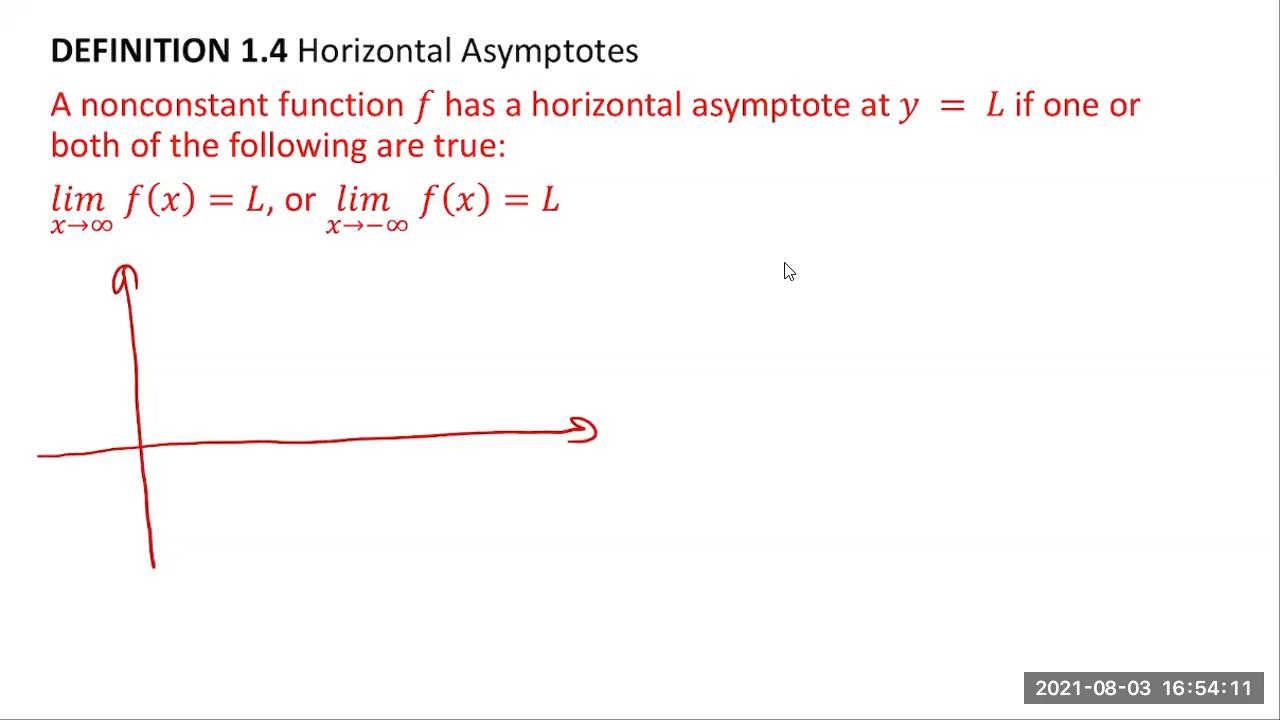 DEFINITION 1.4 Horizontal Asymptotes
A nonconstant function f has a horizontal asymptote at y = L if one or
both of the following are true:
lim f(x) = L, or lim f(x) = L
x→∞ x→−∞
2021-08-03 16:54:11